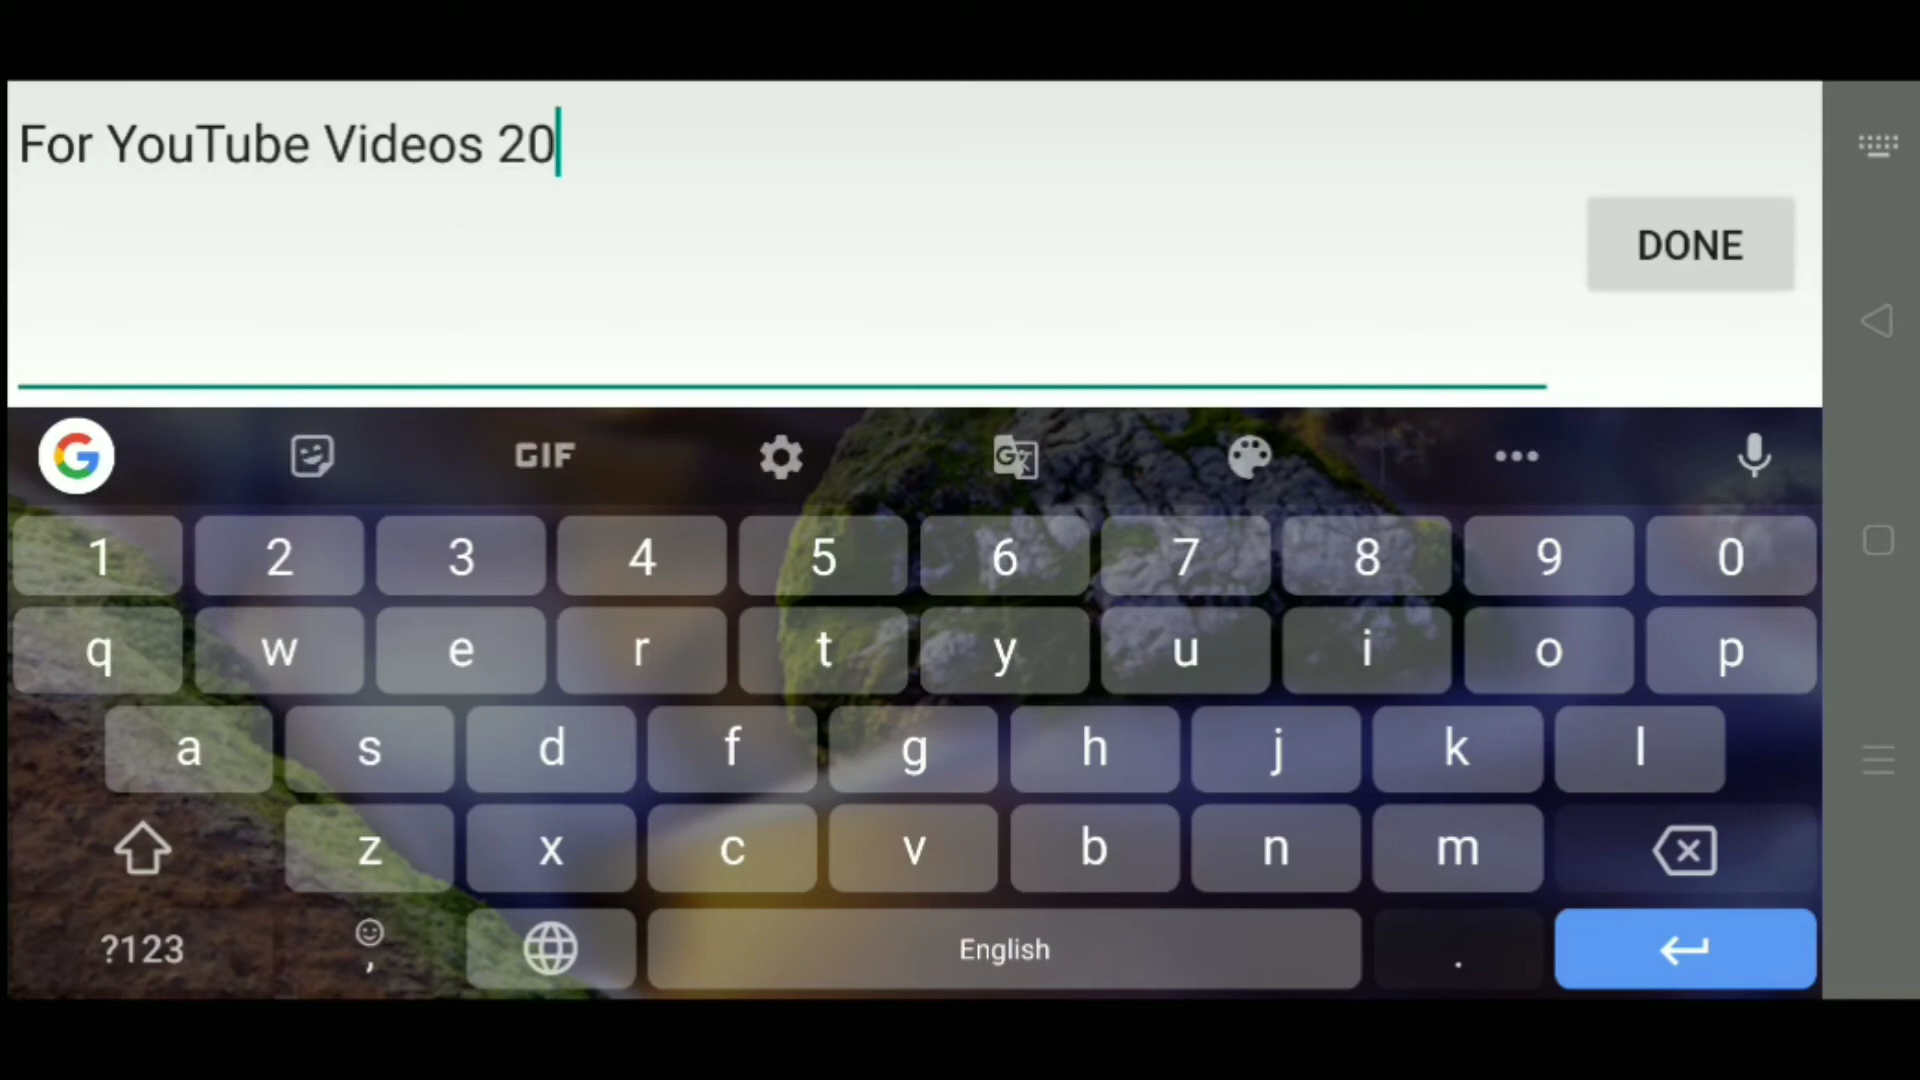 For YouTube Videos 20
DONE
G GIF G
1 2 3 4 5 6 7 8 9 0
q w e r t y u i o p
a s d f g h j k l
z x c v b n m
?123 , English .